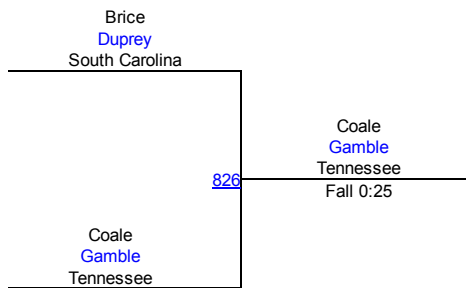 Brice
Duprey
South Carolina
Coale
Gamble
Tennessee
826
Fall 0:25
Coale
Gamble
Tennessee